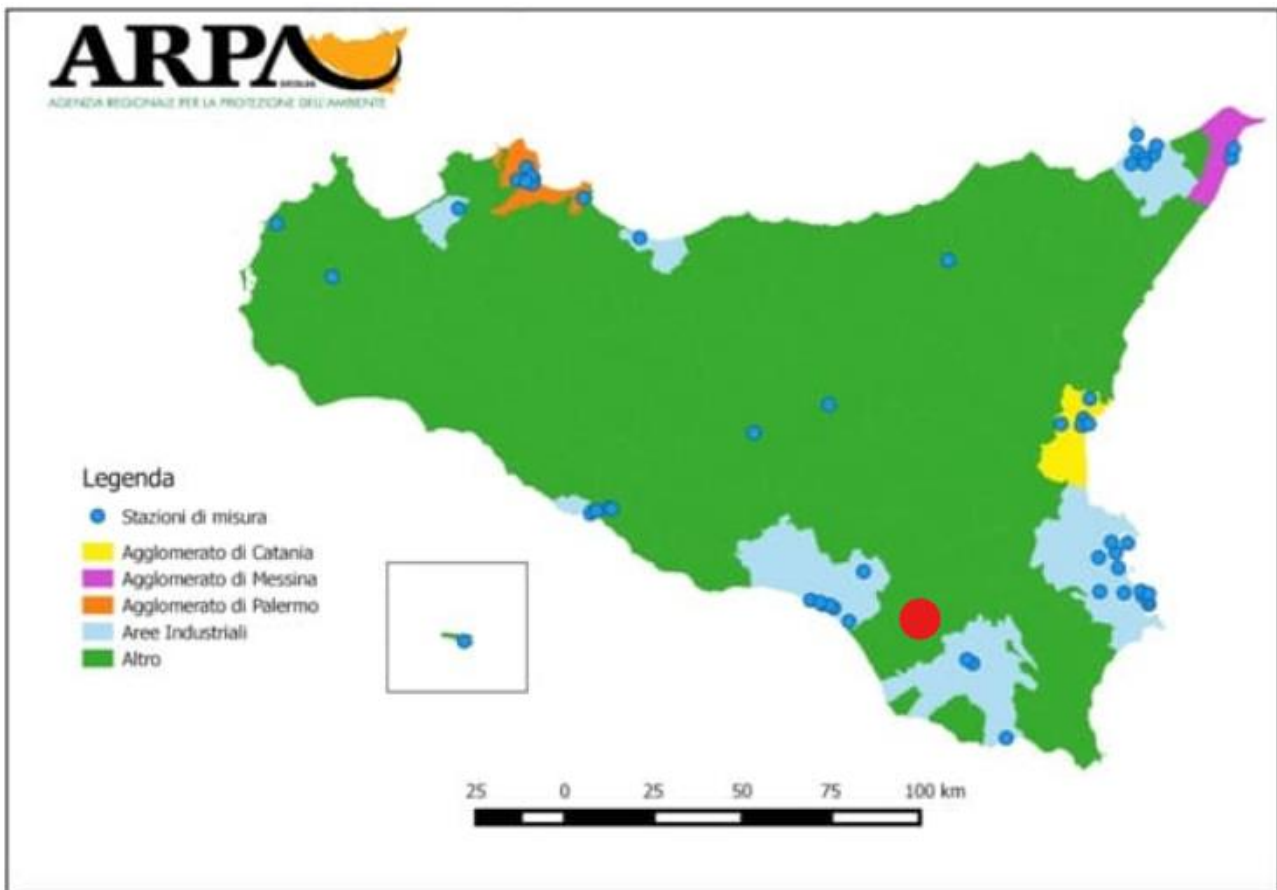 ARPA
AGENZIA REGIONALE PER LA PROTEZIONE DELL'AMBIENTE
Legenda
Stazioni di misura
Agglomerato di Catania
Agglomerato di Messina
Agglomerato di Palermo
Aree Industriali
Altro
25 0 25 50 75 100 km